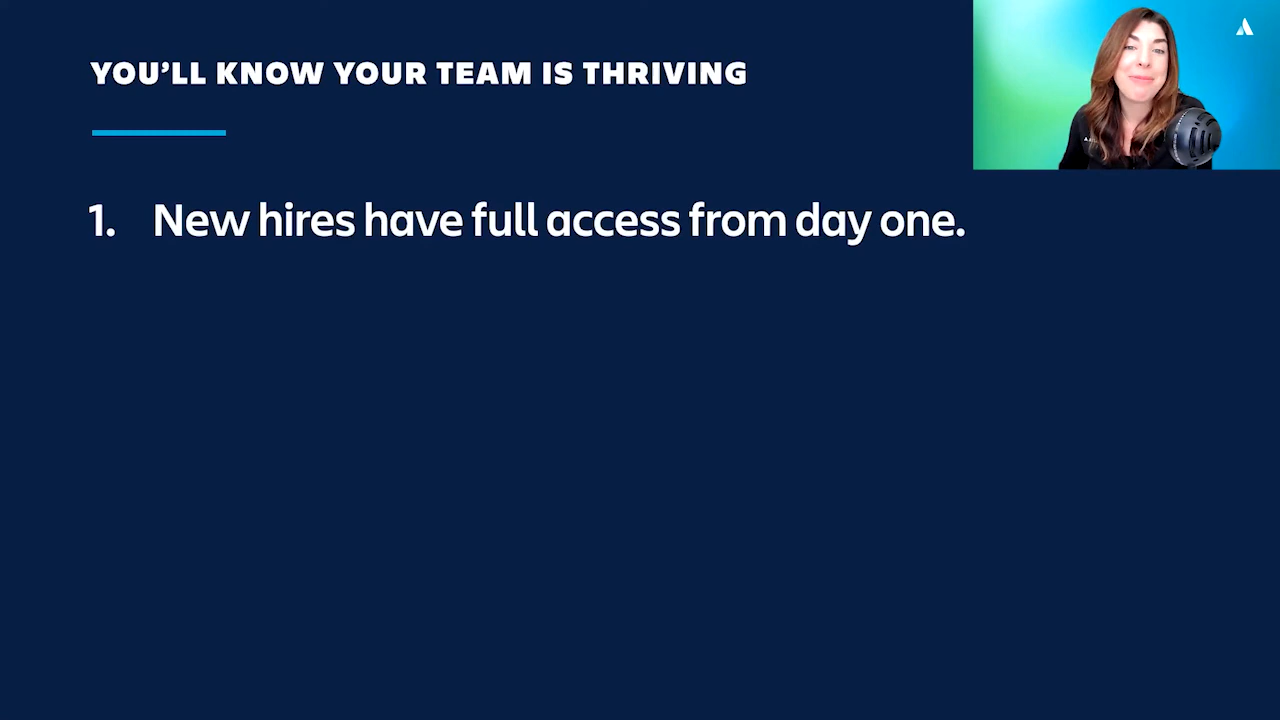 YOU'LL KNOW YOUR TEAM IS THRIVING
1. New hires have full access from day one.